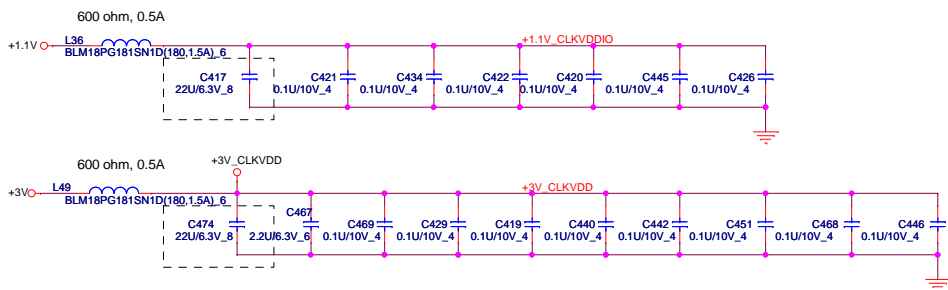 600 ohm, 0.5A
+1.1V
L36
BLM18PG181SN1D(180,1.5A)_6
+1.1V_CLKVDDIO
C417
22U/6.3V_8
C421
0.1U/10V_4
C434
0.1U/10V_4
C422
0.1U/10V_4
C420
0.1U/10V_4
C445
0.1U/10V_4
C426
0.1U/10V_4
600 ohm, 0.5A
+3V_CLKVDD
+3V
L49
BLM18PG181SN1D(180,1.5A)_6
+3V_CLKVDD
C474
22U/6.3V_8
C467
2.2U/6.3V_6
C469
0.1U/10V_4
C429
0.1U/10V_4
C419
0.1U/10V_4
C440
0.1U/10V_4
C442
0.1U/10V_4
C451
0.1U/10V_4
C468
0.1U/10V_4
C446
0.1U/10V_4